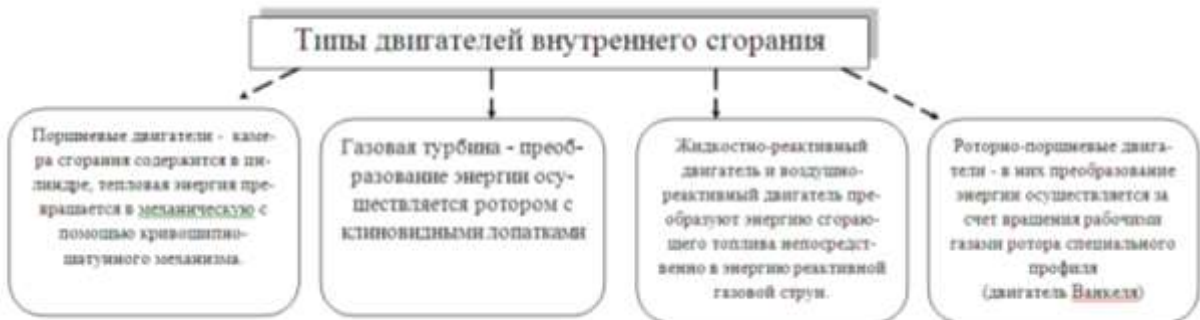 Типы двигателей внутреннего сгорания
Поршневые двигатели - каме-
ра сгорания содержится в ци-
линдре, тепловая энергия пре-
вращается в механическую с
помощью кривошипно-
шатунного механизма.
Газовая турбина - преоб-
разование энергии осу-
ществляется ротором с
клиновидными лопатками
Жидкостно-реактивный
двигатель и воздушно-
реактивный двигатель пре-
образуют энергию сгораю-
щего топлива непосредст-
венно в энергию реактивной
газовой струи.
Роторно-поршневые двига-
тели - в них преобразование
энергии осуществляется за
счет вращения рабочими
газами ротора специального
профиля
(двигатель Ванкеля)